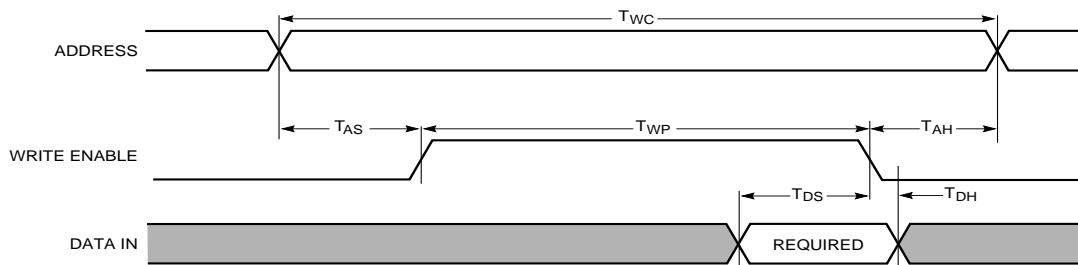 TWC
ADDRESS
TAS
TWP
TAH
WRITE ENABLE
TDS
TDH
DATA IN
REQUIRED